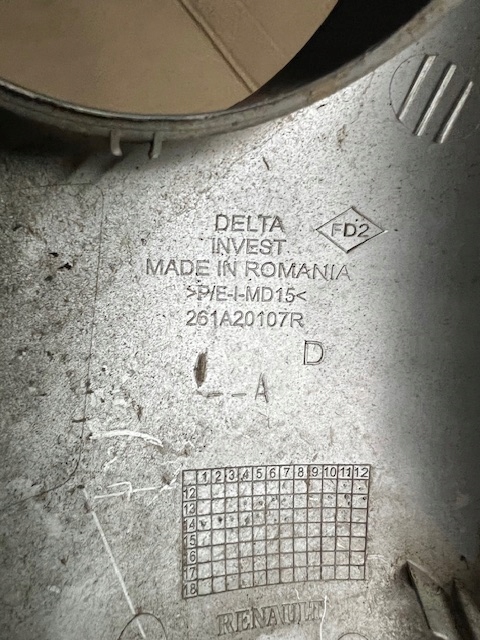 DELTA
FD2
INVEST
MADE IN ROMANIA
>P/E-I-MD15<
261A20107R
D
A
1 2 3 4 5 6 7 8 9 10 11 12
12
13
14
15
16
17
18
RENAULT